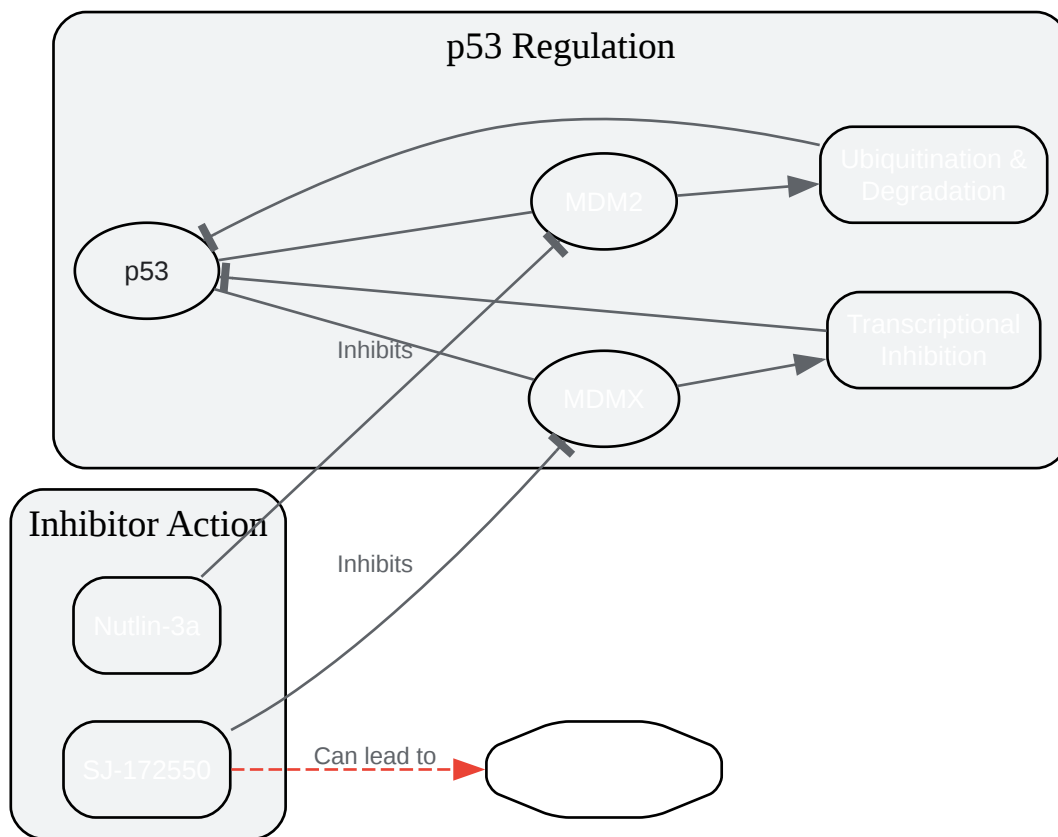 p53 Regulation
Ubiquitination &
Degradation
MDM2
p53
Transcriptional
Inhibition
Inhibits
MDMX
Inhibitor Action
Inhibits
Nutlin-3a
Can lead to
SJ-172550